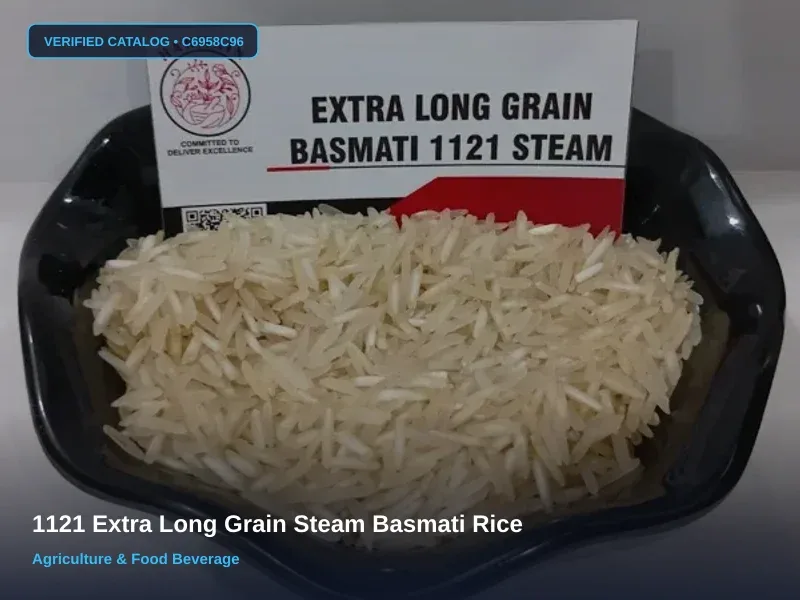 VERIFIED CATALOG • C6958C96
COMMITTED TO
DELIVER EXCELLENCE
EXTRA LONG GRAIN
BASMATI 1121 STEAM
1121 Extra Long Grain Steam Basmati Rice
Agriculture & Food Beverage